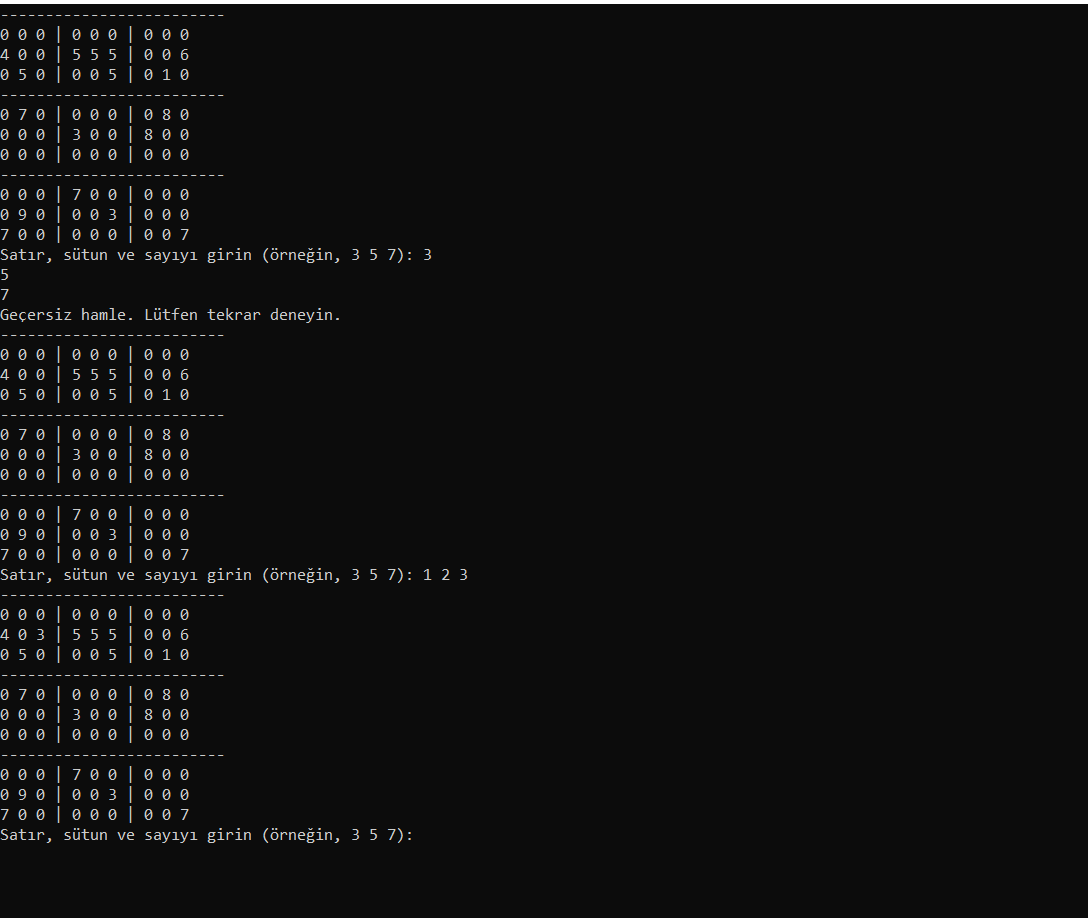 -------------------------
0 0 0 | 0 0 0 | 0 0 0
4 0 0 | 5 5 5 | 0 0 6
0 5 0 | 0 0 5 | 0 1 0
-------------------------
0 7 0 | 0 0 0 | 0 8 0
0 0 0 | 3 0 0 | 8 0 0
0 0 0 | 0 0 0 | 0 0 0
-------------------------
0 0 0 | 7 0 0 | 0 0 0
0 9 0 | 0 0 3 | 0 0 0
7 0 0 | 0 0 0 | 0 0 7
Satır, sütun ve sayıyı girin (örneğin, 3 5 7): 3
5
7
Geçersiz hamle. Lütfen tekrar deneyin.
-------------------------
0 0 0 | 0 0 0 | 0 0 0
4 0 0 | 5 5 5 | 0 0 6
0 5 0 | 0 0 5 | 0 1 0
-------------------------
0 7 0 | 0 0 0 | 0 8 0
0 0 0 | 3 0 0 | 8 0 0
0 0 0 | 0 0 0 | 0 0 0
-------------------------
0 0 0 | 7 0 0 | 0 0 0
0 9 0 | 0 0 3 | 0 0 0
7 0 0 | 0 0 0 | 0 0 7
Satır, sütun ve sayıyı girin (örneğin, 3 5 7): 1 2 3
-------------------------
0 0 0 | 0 0 0 | 0 0 0
4 0 3 | 5 5 5 | 0 0 6
0 5 0 | 0 0 5 | 0 1 0
-------------------------
0 7 0 | 0 0 0 | 0 8 0
0 0 0 | 3 0 0 | 8 0 0
0 0 0 | 0 0 0 | 0 0 0
-------------------------
0 0 0 | 7 0 0 | 0 0 0
0 9 0 | 0 0 3 | 0 0 0
7 0 0 | 0 0 0 | 0 0 7
Satır, sütun ve sayıyı girin (örneğin, 3 5 7):